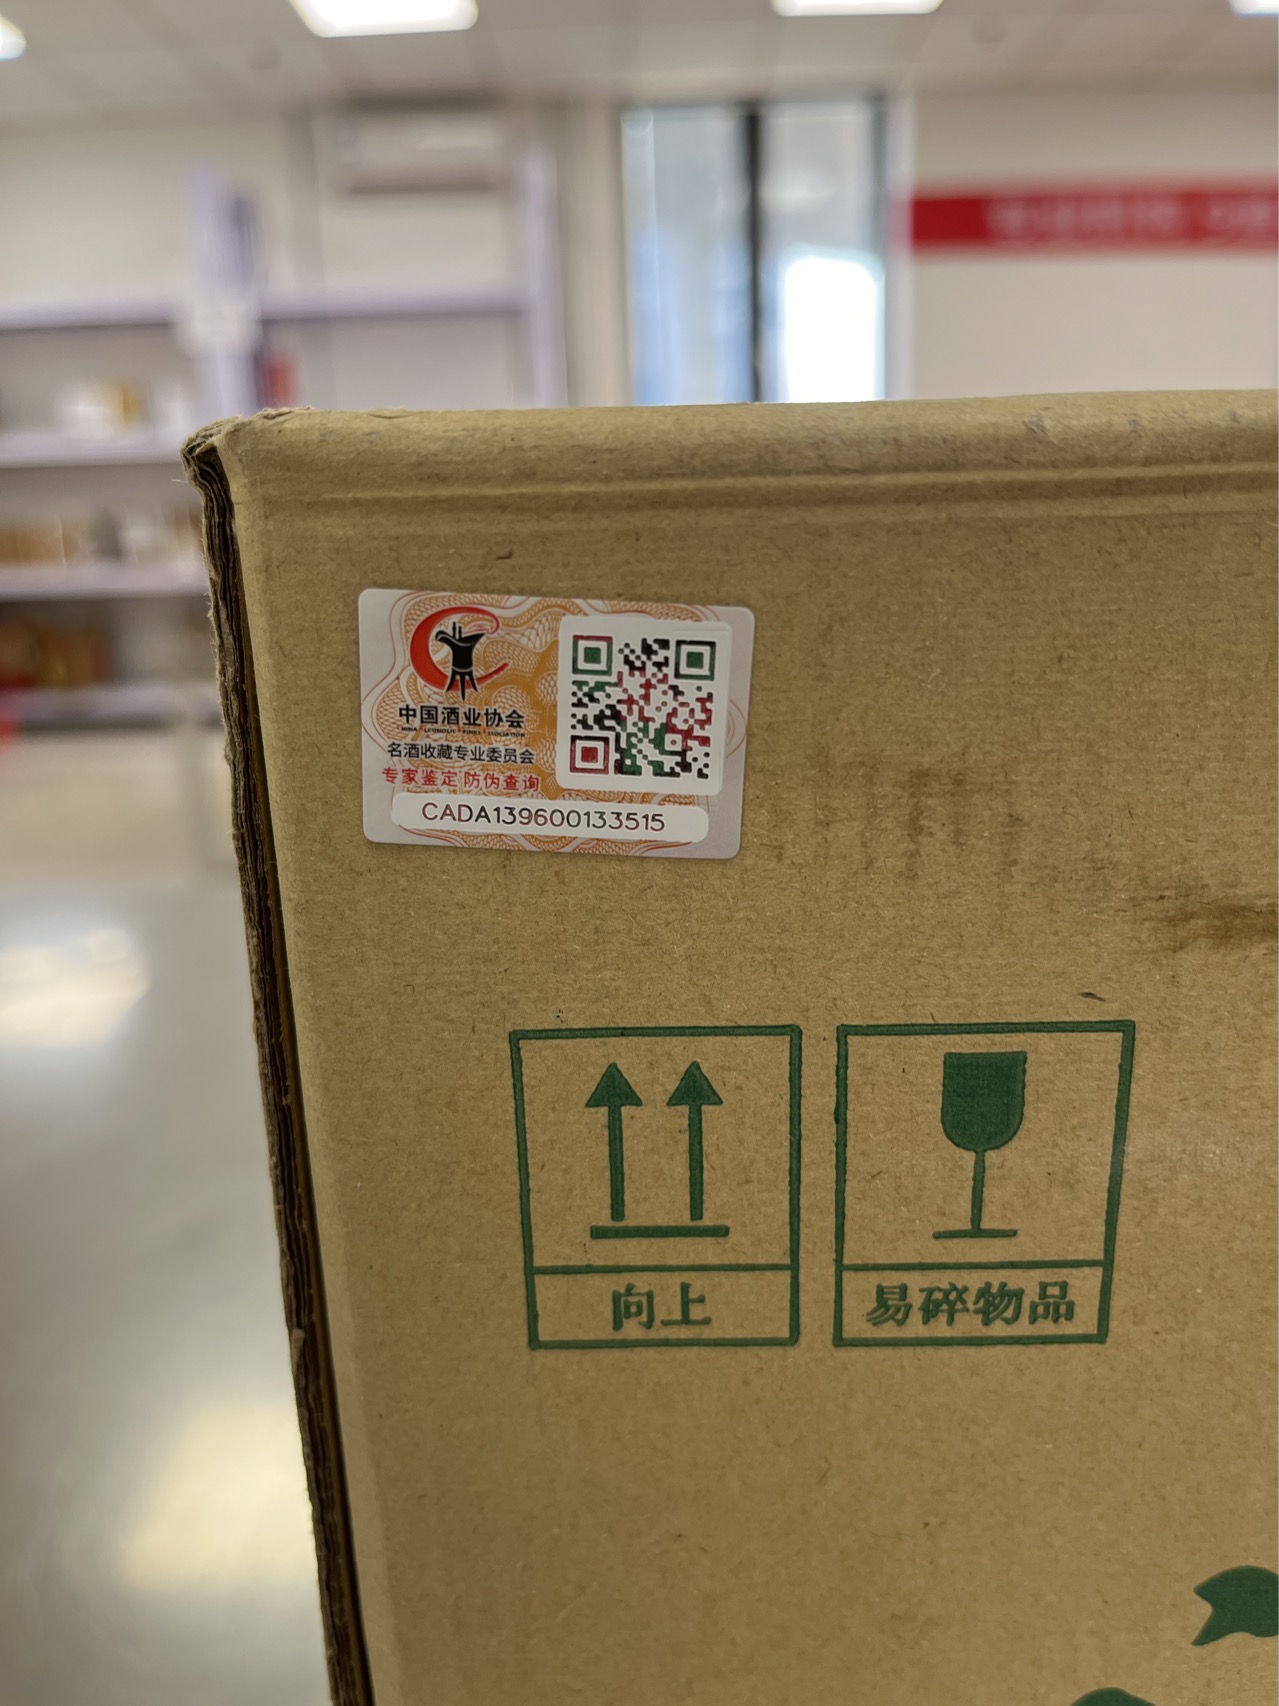 中国酒业协会
名酒收藏专业委员会
专家鉴定 防伪查询
CADA139600133515
向上
易碎物品